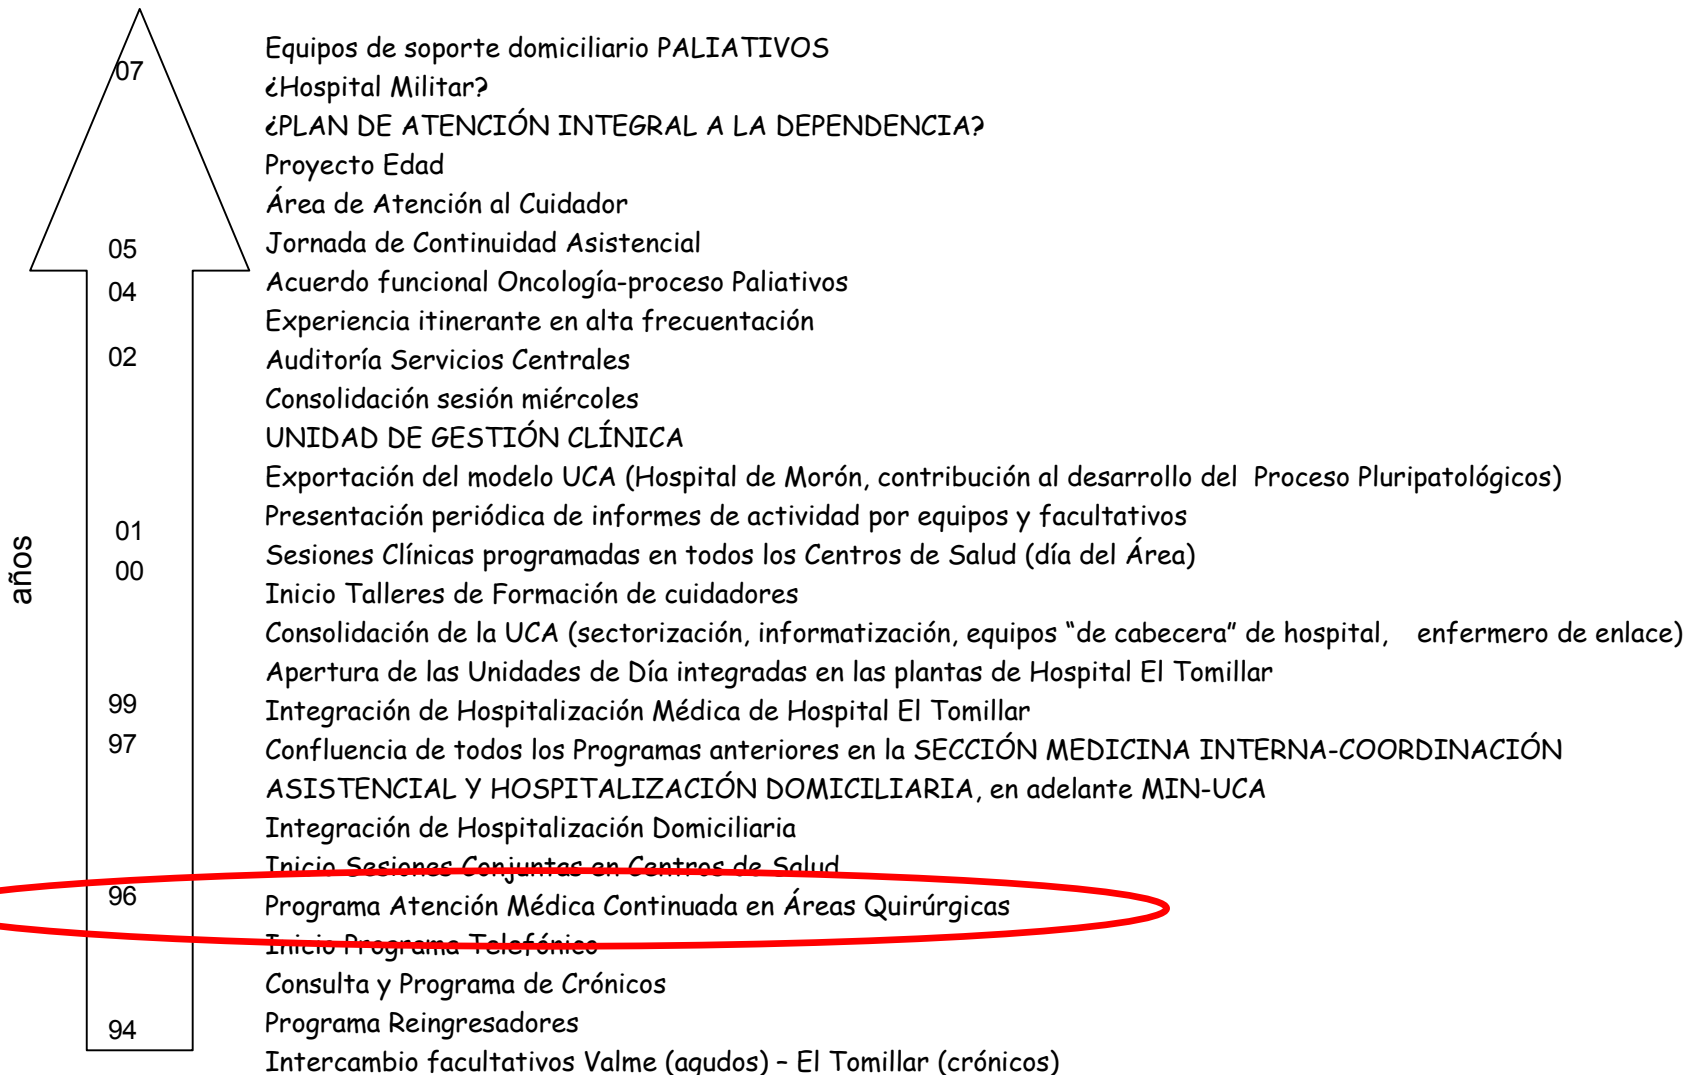 Equipos de soporte domiciliario PALIATIVOS
07
¿Hospital Militar?
¿PLAN DE ATENCIÓN INTEGRAL A LA DEPENDENCIA?
Proyecto Edad
Área de Atención al Cuidador
05
Jornada de Continuidad Asistencial
04
Acuerdo funcional Oncología-proceso Paliativos
Experiencia itinerante en alta frecuentación
02
Auditoría Servicios Centrales
Consolidación sesión miércoles
UNIDAD DE GESTIÓN CLÍNICA
Exportación del modelo UCA (Hospital de Morón, contribución al desarrollo del Proceso Pluripatológicos)
Presentación periódica de informes de actividad por equipos y facultativos
01
Sesiones Clínicas programadas en todos los Centros de Salud (día del Área)
00
años
Inicio Talleres de Formación de cuidadores
Consolidación de la UCA (sectorización, informatización, equipos “de cabecera” de hospital, enfermero de enlace)
Apertura de las Unidades de Día integradas en las plantas de Hospital El Tomillar
99
Integración de Hospitalización Médica de Hospital El Tomillar
97
Confluencia de todos los Programas anteriores en la SECCIÓN MEDICINA INTERNA-COORDINACIÓN
ASISTENCIAL Y HOSPITALIZACIÓN DOMICILIARIA, en adelante MIN-UCA
Integración de Hospitalización Domiciliaria
Inicio Sesiones Conjuntas en Centros de Salud
96
Programa Atención Médica Continuada en Áreas Quirúrgicas
Inicio Programa Telefónico
Consulta y Programa de Crónicos
94
Programa Reingresadores
Intercambio facultativos Valme (agudos) – El Tomillar (crónicos)